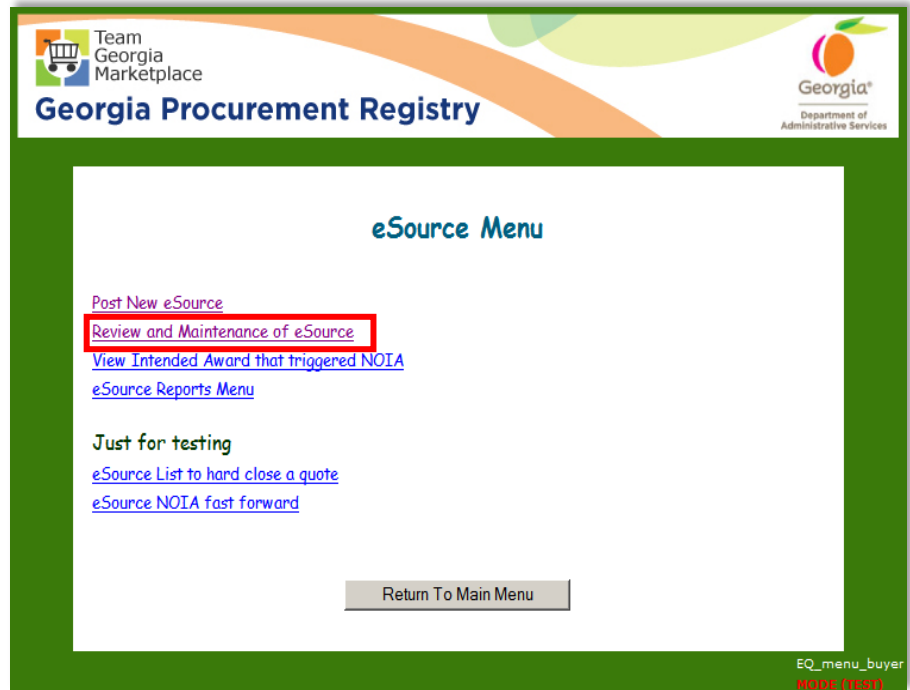 Team
Georgia
Marketplace
Georgia Procurement Registry
Georgia®
Department of
Administrative Services
eSource Menu
Post New eSource
Review and Maintenance of eSource
View Intended Award that triggered NOIA
eSource Reports Menu
Just for testing
eSource List to hard close a quote
eSource NOIA fast forward
Return To Main Menu
EQ_menu_buyer
MODE (TEST)